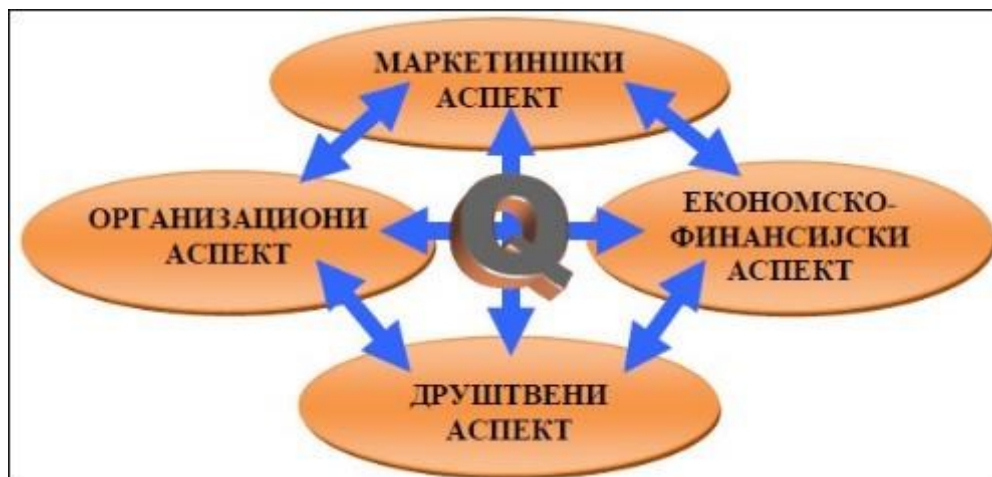 МАРКЕТИНШКИ
АСПЕКТ
ОРГАНИЗАЦИОНИ
АСПЕКТ
Q
ЕКОНОМСКО-
ФИНАНСИЈСКИ
АСПЕКТ
ДРУШТВЕНИ
АСПЕКТ